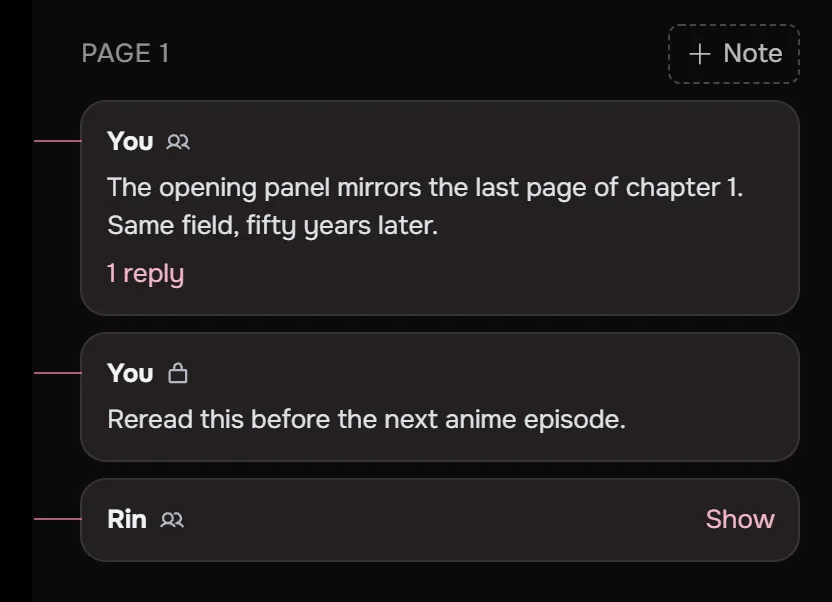 PAGE 1
+ Note
You
The opening panel mirrors the last page of chapter 1.
Same field, fifty years later.
1 reply
You
Reread this before the next anime episode.
Rin
Show